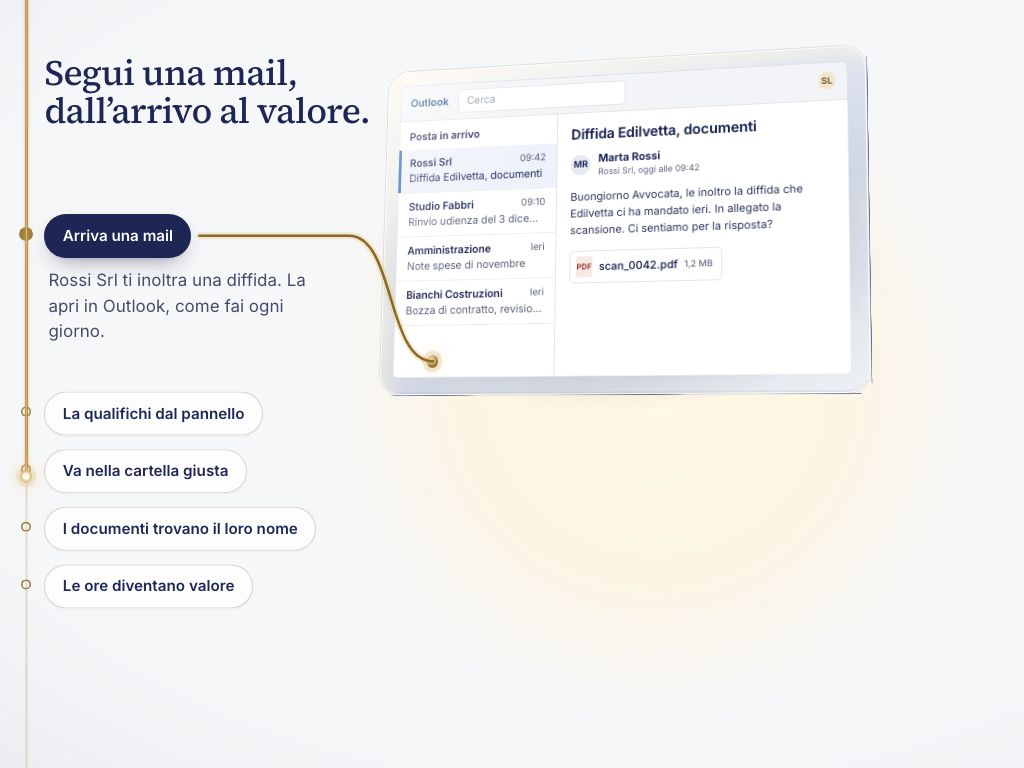 Segui una mail,
dall’arrivo al valore.
Arriva una mail
Rossi Srl ti inoltra una diffida. La
apri in Outlook, come fai ogni
giorno.
La qualifichi dal pannello
Va nella cartella giusta
I documenti trovano il loro nome
Le ore diventano valore
Outlook
Cerca
SL
Posta in arrivo
Rossi Srl 09:42
Diffida Edilvetta, documenti
Studio Fabbri 09:10
Rinvio udienza del 3 dice...
Amministrazione Ieri
Note spese di novembre
Bianchi Costruzioni Ieri
Bozza di contratto, revisio...
Diffida Edilvetta, documenti
MR
Marta Rossi
Rossi Srl, oggi alle 09:42
Buongiorno Avvocata, le inoltro la diffida che
Edilvetta ci ha mandato ieri. In allegato la
scansione. Ci sentiamo per la risposta?
PDF scan_0042.pdf 1,2 MB